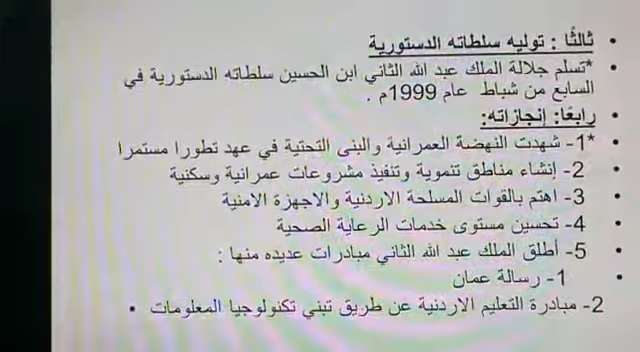 • ثالثًا : توليه سلطاته الدستورية
• *تسلم جلالة الملك عبد الله الثاني ابن الحسين سلطاته الدستورية في
السابع من شباط عام 1999م .
• رابعًا: إنجازاته:
• *1- شهدت النهضة العمرانية والبنى التحتية في عهد تطورا مستمرا
• 2- إنشاء مناطق تنموية وتنفيذ مشروعات عمرانية وسكنية
• 3- اهتم بالقوات المسلحة الاردنية والاجهزة الامنية
• 4- تحسين مستوى خدمات الرعاية الصحية
• 5- أطلق الملك عبد الله الثاني مبادرات عديده منها :
• 1- رسالة عمان
2- مبادرة التعليم الاردنية عن طريق تبني تكنولوجيا المعلومات •